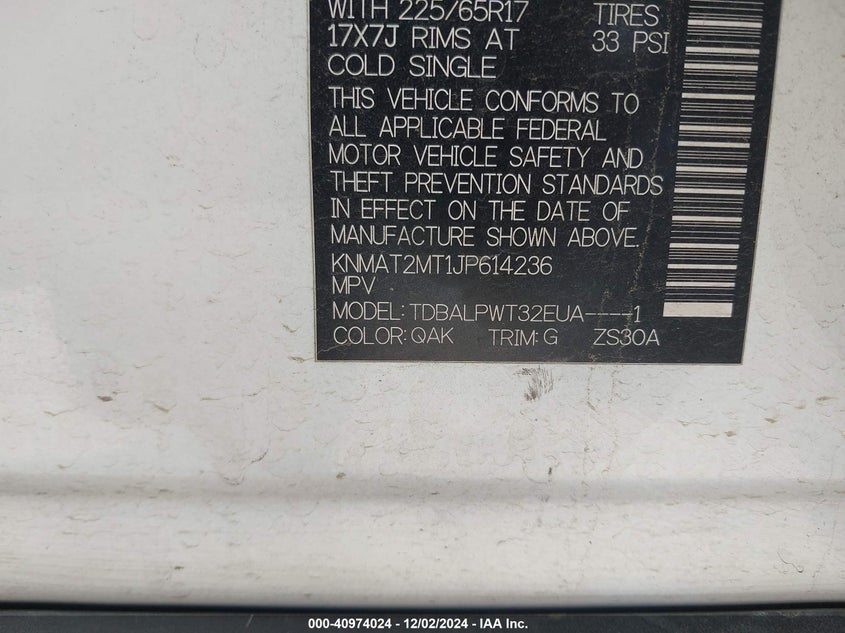 WITH 225/65R17 TIRES
17X7J RIMS AT 33 PSI
COLD SINGLE
THIS VEHICLE CONFORMS TO
ALL APPLICABLE FEDERAL
MOTOR VEHICLE SAFETY AND
THEFT PREVENTION STANDARDS
IN EFFECT ON THE DATE OF
MANUFACTURE SHOWN ABOVE.
KNMAT2MT1JP614236
MPV
MODEL: TDBALPWT32EUA----1
COLOR: QAK TRIM: G ZS30A
000-40974024 - 12/02/2024 - IAA Inc.